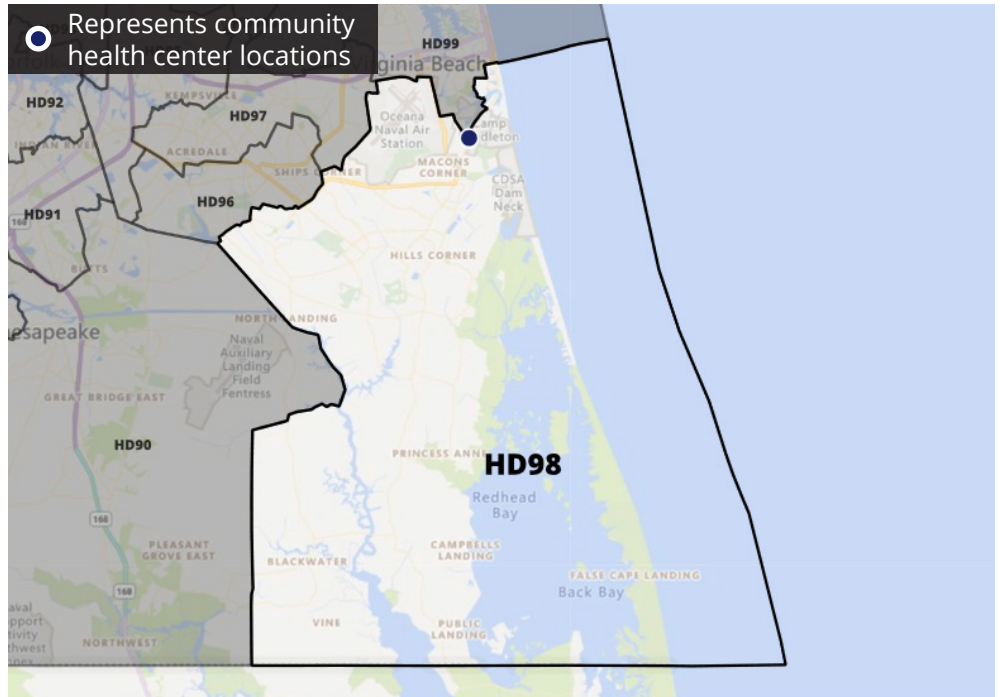 Represents community
health center locations
HD99
Virginia Beach
HD92
KEMPSVILLE
HD97
Oceana
Naval Air
Station
INDIAN RIVER
ACREDALE
MACONS
CORNER
SHIPS CORNER
CDSA
Dam
Neck
HD96
168
HD91
HILLS CORNER
BUTTS
NORTH LANDING
esapeake
Naval
Auxiliary
Landing
Field
Fentress
GREAT BRIDGE EAST
HD90
PRINCESS ANNE
HD98
Redhead
Bay
168
PLEASANT
GROVE EAST
CAMPBELLS
LANDING
BLACKWATER
FALSE CAPE LANDING
Back Bay
168
VINE
PUBLIC
LANDING
NORTHWEST